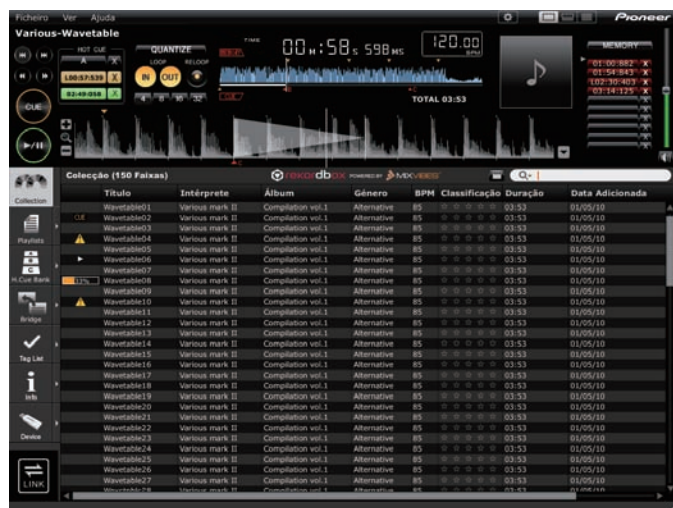 Ficheiro Ver Ajuda Pioneer
Various-Wavetable
HOT CUE QUANTIZE TIME 00 M : 58 S 598 MS 120.00 BPM MEMORY
A X LOOP RELOOP
L00:57:539 X IN OUT
02:49:058 X 4 8 16 32
01:00:882 X
01:54:843 X
L02:30:403 X
03:14:125 X
CUE TOTAL 03:53
Colecção (150 Faixas) rekordbox POWERED BY MIXVIBES
Título Intérprete Álbum Género BPM Classificação Duração Data Adicionada
Wavetable01 Various mark II Compilation vol.1 Alternative 85 03:53 01/05/10
CUE Wavetable02 Various mark II Compilation vol.1 Alternative 85 03:53 01/05/10
Wavetable03 Various mark II Compilation vol.1 Alternative 85 03:53 01/05/10
Wavetable04 Various mark II Compilation vol.1 Alternative 85 03:53 01/05/10
Wavetable05 Various mark II Compilation vol.1 Alternative 85 03:53 01/05/10
Wavetable06 Various mark II Compilation vol.1 Alternative 85 03:53 01/05/10
Wavetable07 Various mark II Compilation vol.1 Alternative 85 03:53 01/05/10
Wavetable08 Various mark II Compilation vol.1 Alternative 85 03:53 01/05/10
Wavetable09 Various mark II Compilation vol.1 Alternative 85 03:53 01/05/10
Wavetable10 Various mark II Compilation vol.1 Alternative 85 03:53 01/05/10
Wavetable11 Various mark II Compilation vol.1 Alternative 85 03:53 01/05/10
Wavetable12 Various mark II Compilation vol.1 Alternative 85 03:53 01/05/10
Wavetable13 Various mark II Compilation vol.1 Alternative 85 03:53 01/05/10
Wavetable14 Various mark II Compilation vol.1 Alternative 85 03:53 01/05/10
Wavetable15 Various mark II Compilation vol.1 Alternative 85 03:53 01/05/10
Wavetable16 Various mark II Compilation vol.1 Alternative 85 03:53 01/05/10
Wavetable17 Various mark II Compilation vol.1 Alternative 85 03:53 01/05/10
Wavetable18 Various mark II Compilation vol.1 Alternative 85 03:53 01/05/10
Wavetable19 Various mark II Compilation vol.1 Alternative 85 03:53 01/05/10
Wavetable20 Various mark II Compilation vol.1 Alternative 85 03:53 01/05/10
Wavetable21 Various mark II Compilation vol.1 Alternative 85 03:53 01/05/10
Wavetable22 Various mark II Compilation vol.1 Alternative 85 03:53 01/05/10
Wavetable23 Various mark II Compilation vol.1 Alternative 85 03:53 01/05/10
Wavetable24 Various mark II Compilation vol.1 Alternative 85 03:53 01/05/10
Wavetable25 Various mark II Compilation vol.1 Alternative 85 03:53 01/05/10
Wavetable26 Various mark II Compilation vol.1 Alternative 85 03:53 01/05/10
Wavetable27 Various mark II Compilation vol.1 Alternative 85 03:53 01/05/10
Collection
Playlists
H.Cue Bank
Bridge
Tag List
Info
Device
LINK